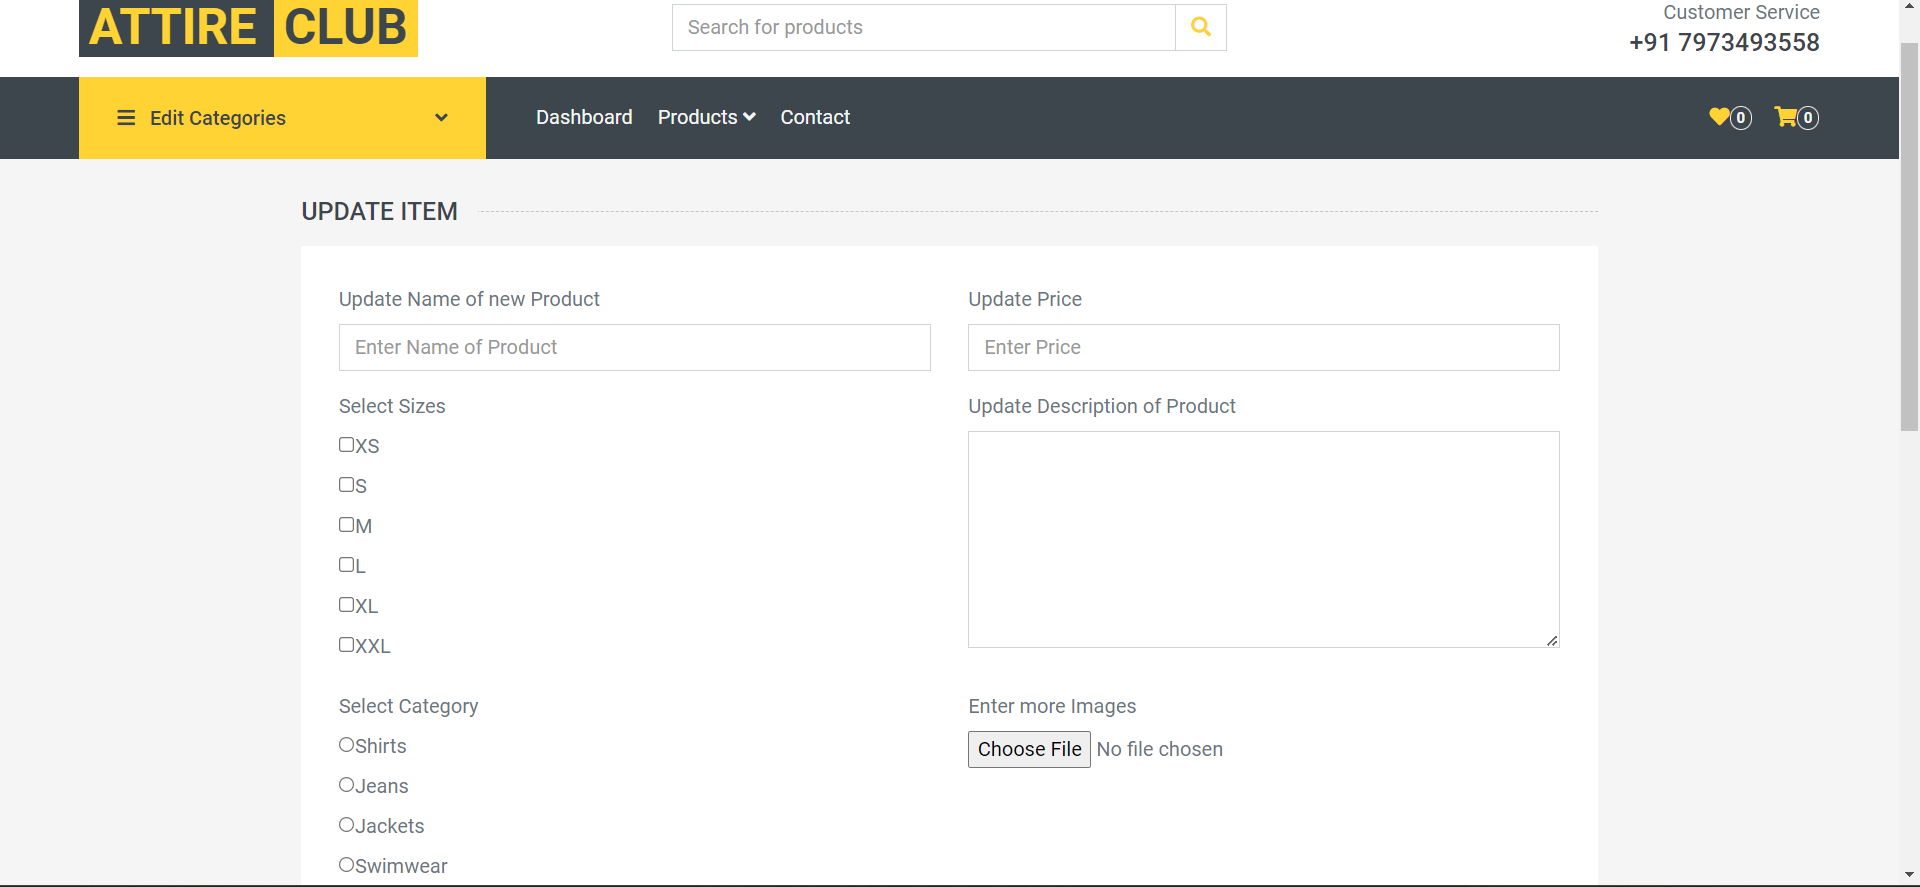 ATTIRE CLUB
Search for products
Customer Service
+91 7973493558
Edit Categories
Dashboard Products Contact
0 0
UPDATE ITEM
Update Name of new Product
Enter Name of Product
Update Price
Enter Price
Select Sizes
XS
S
M
L
XL
XXL
Update Description of Product
Select Category
Shirts
Jeans
Jackets
Swimwear
Enter more Images
Choose File No file chosen